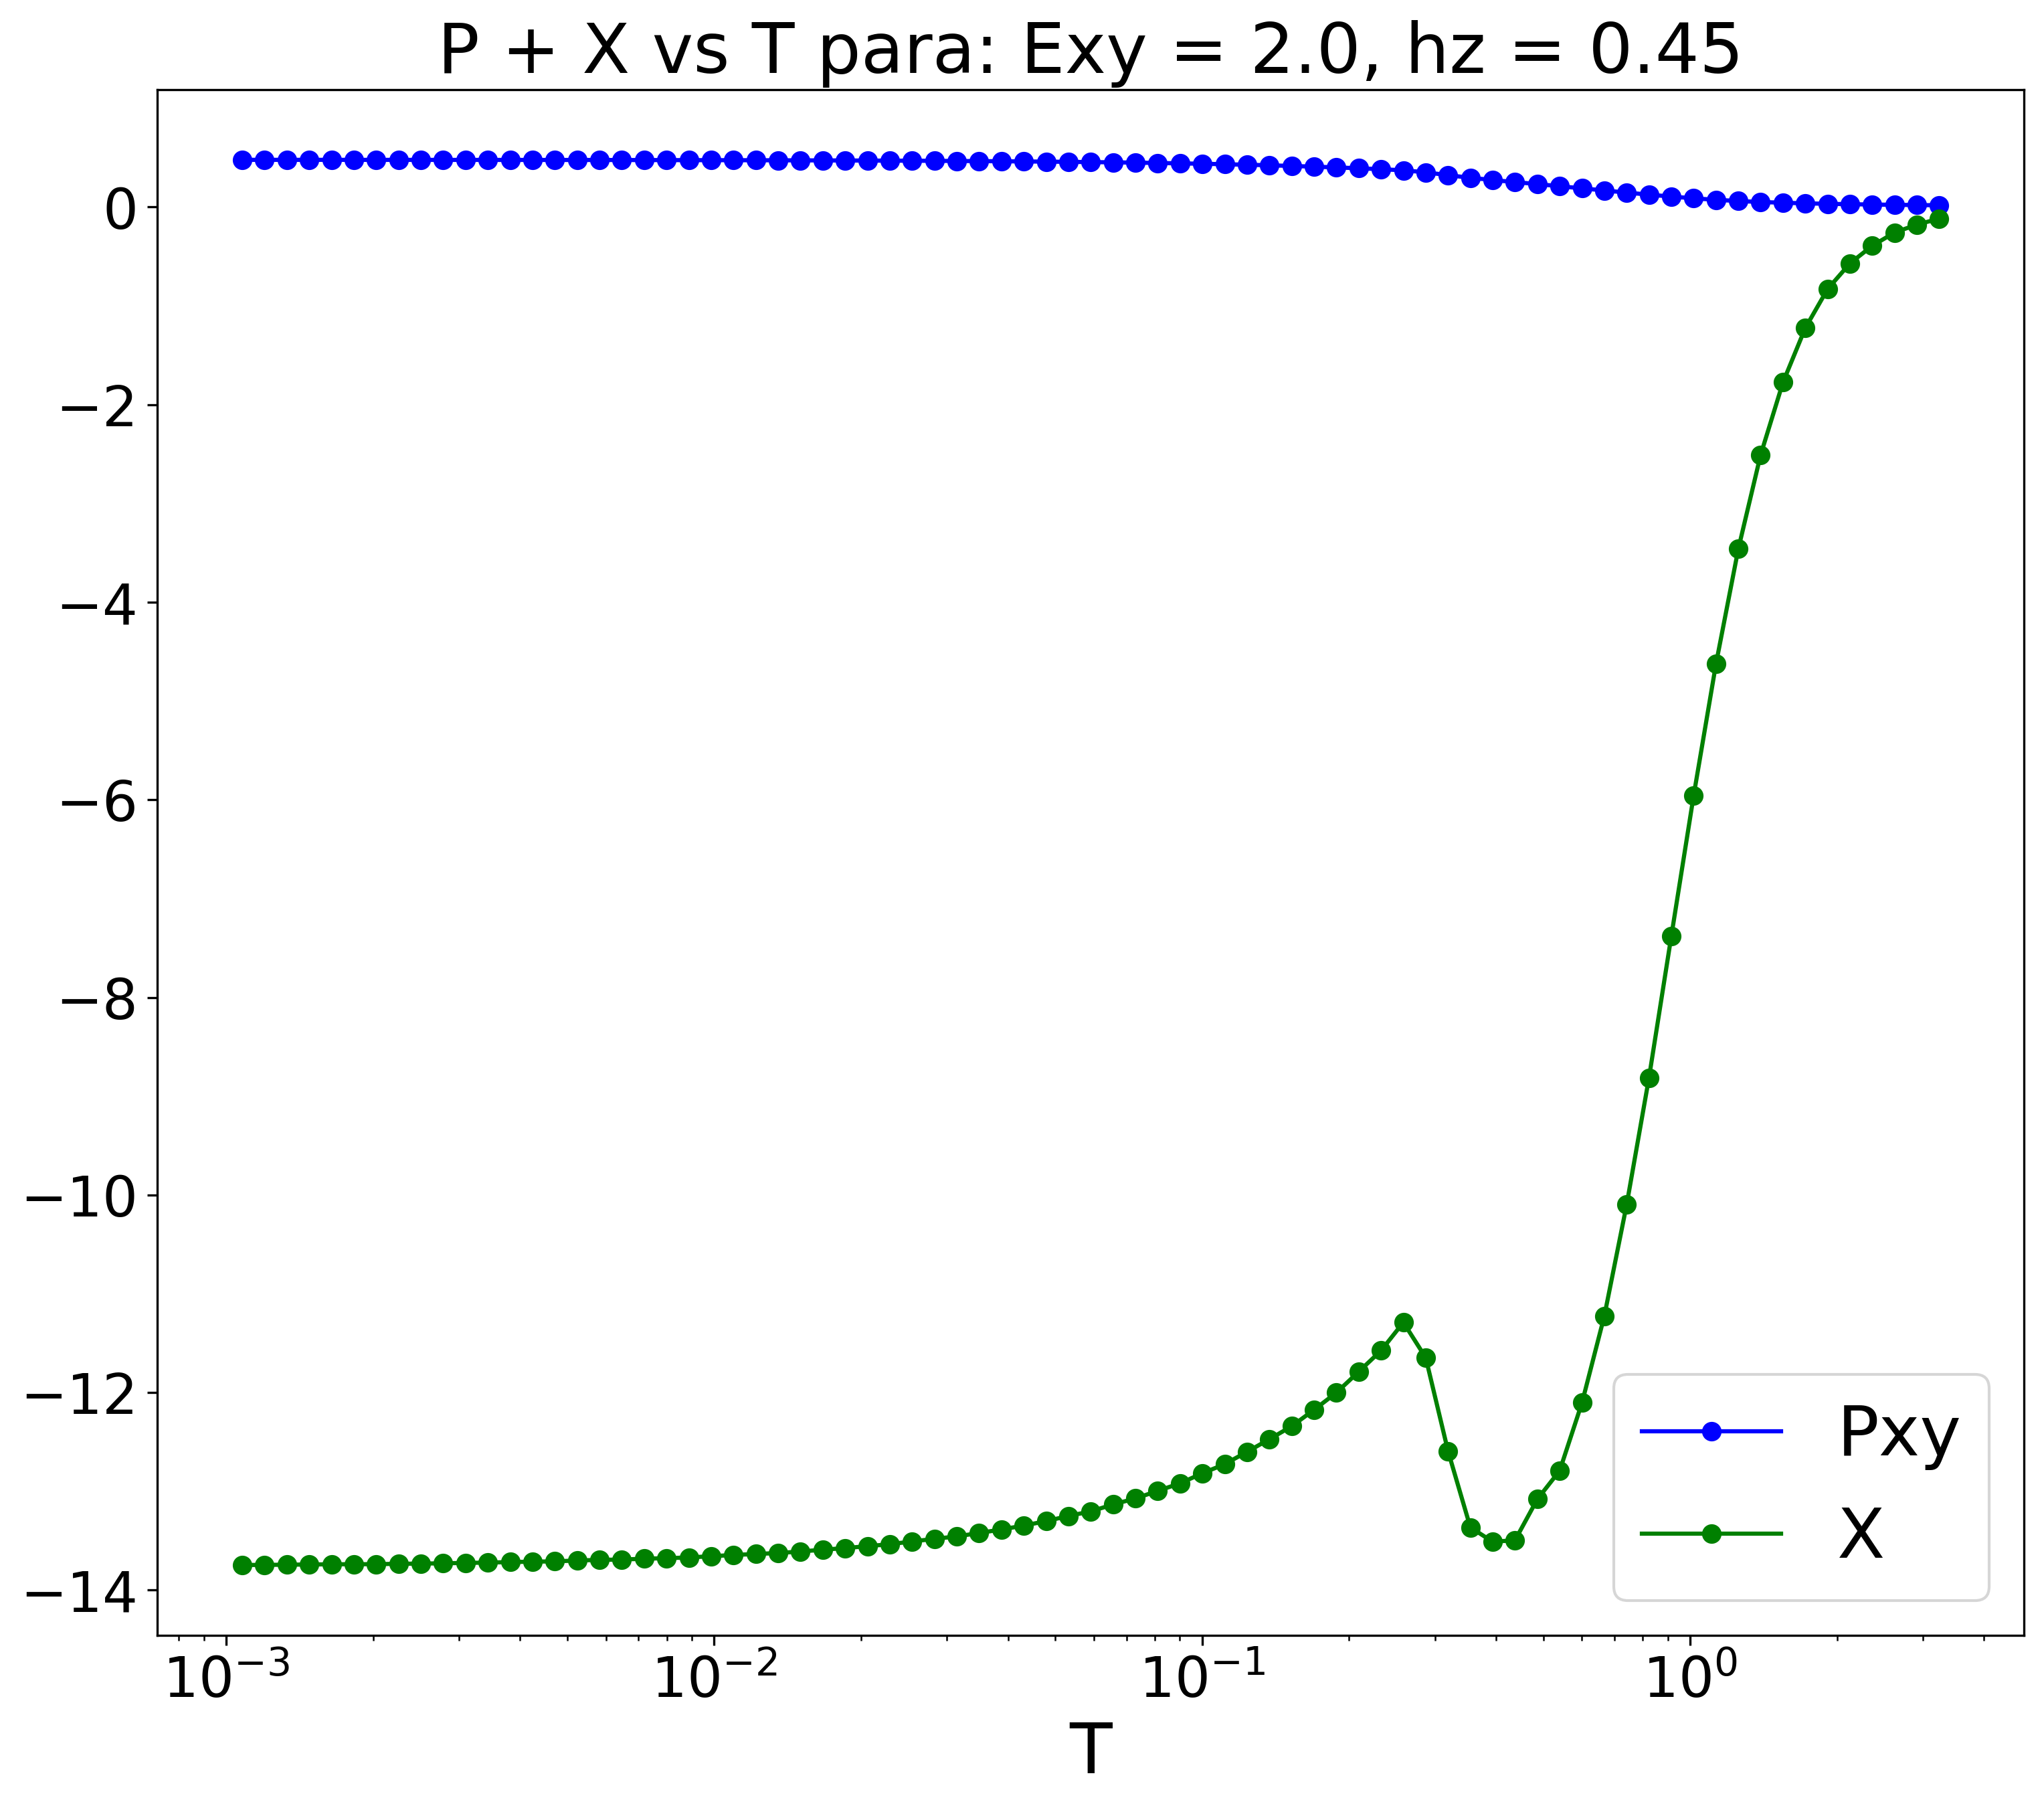 P + X vs T para: Exy = 2.0, hz = 0.45
0
−2
−4
−6
−8
−10
−12
−14
Pxy
X
10⁻³ 10⁻² 10⁻¹ 10⁰
T